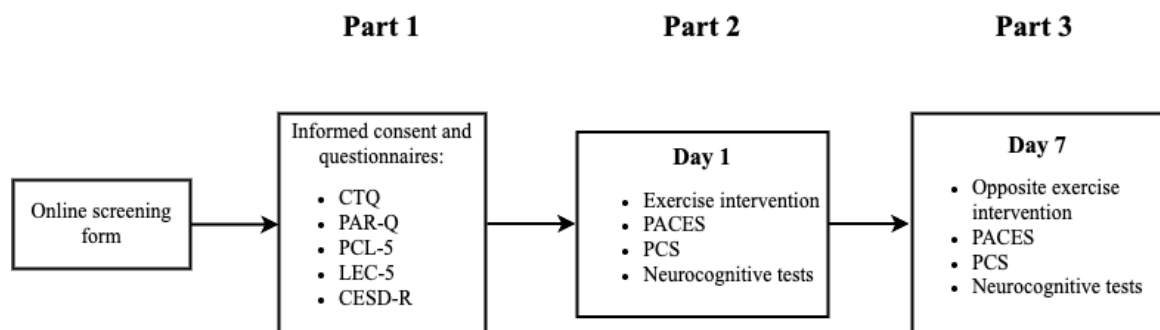 Part 1
Part 2
Part 3
Online screening
form
Informed consent and
questionnaires:
• CTQ
• PAR-Q
• PCL-5
• LEC-5
• CESD-R
Day 1
• Exercise intervention
• PACES
• PCS
• Neurocognitive tests
Day 7
• Opposite exercise
intervention
• PACES
• PCS
• Neurocognitive tests